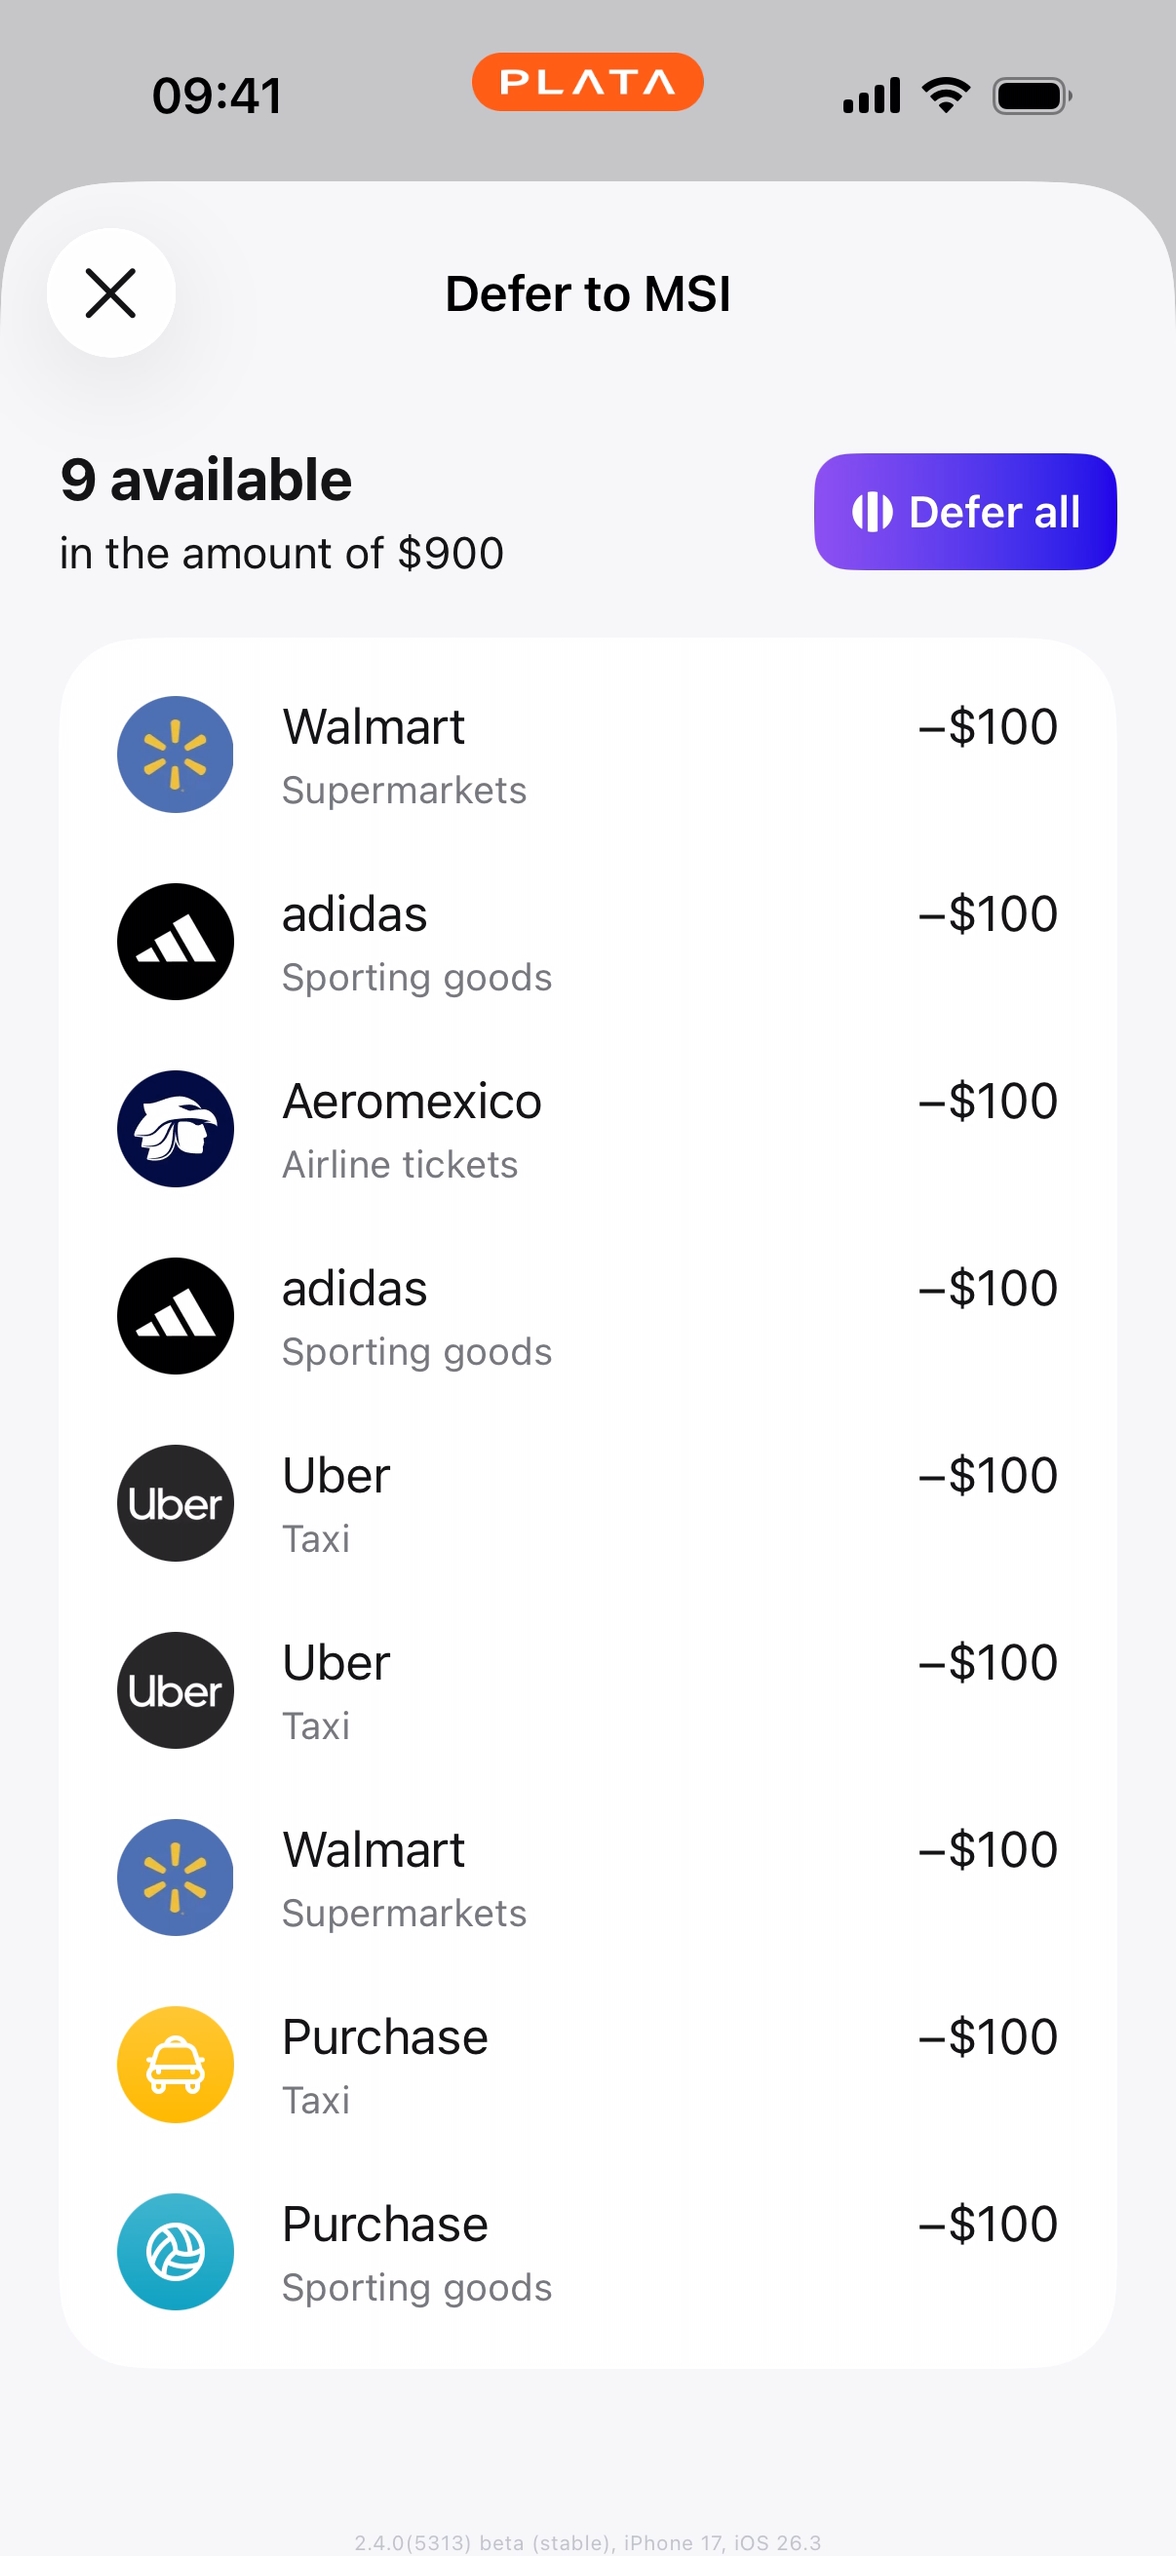 09:41
PLATA
Defer to MSI
9 available
in the amount of $900
Defer all
Walmart
–$100
Supermarkets
adidas
–$100
Sporting goods
Aeromexico
–$100
Airline tickets
adidas
–$100
Sporting goods
Uber
Uber
–$100
Taxi
Uber
Uber
–$100
Taxi
Walmart
–$100
Supermarkets
Purchase
–$100
Taxi
Purchase
–$100
Sporting goods
2.4.0(5313) beta (stable), iPhone 17, iOS 26.3